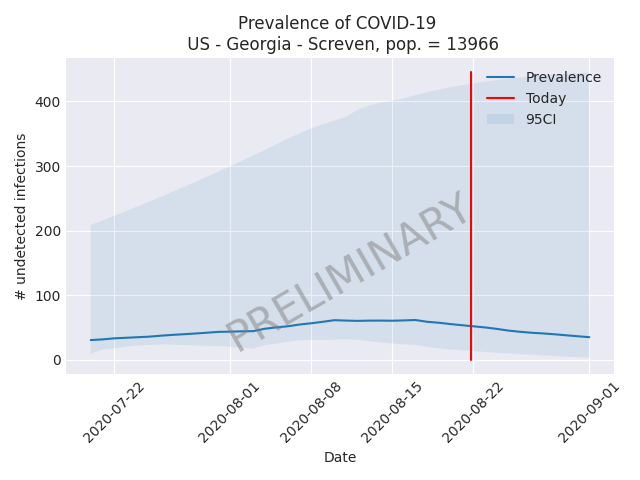 Prevalence of COVID-19
US - Georgia - Screven, pop. = 13966
Prevalence
Today
95CI
# undetected infections
400
300
200
100
0
PRELIMINARY
2020-07-22
2020-08-01
2020-08-08
2020-08-15
2020-08-22
2020-09-01
Date